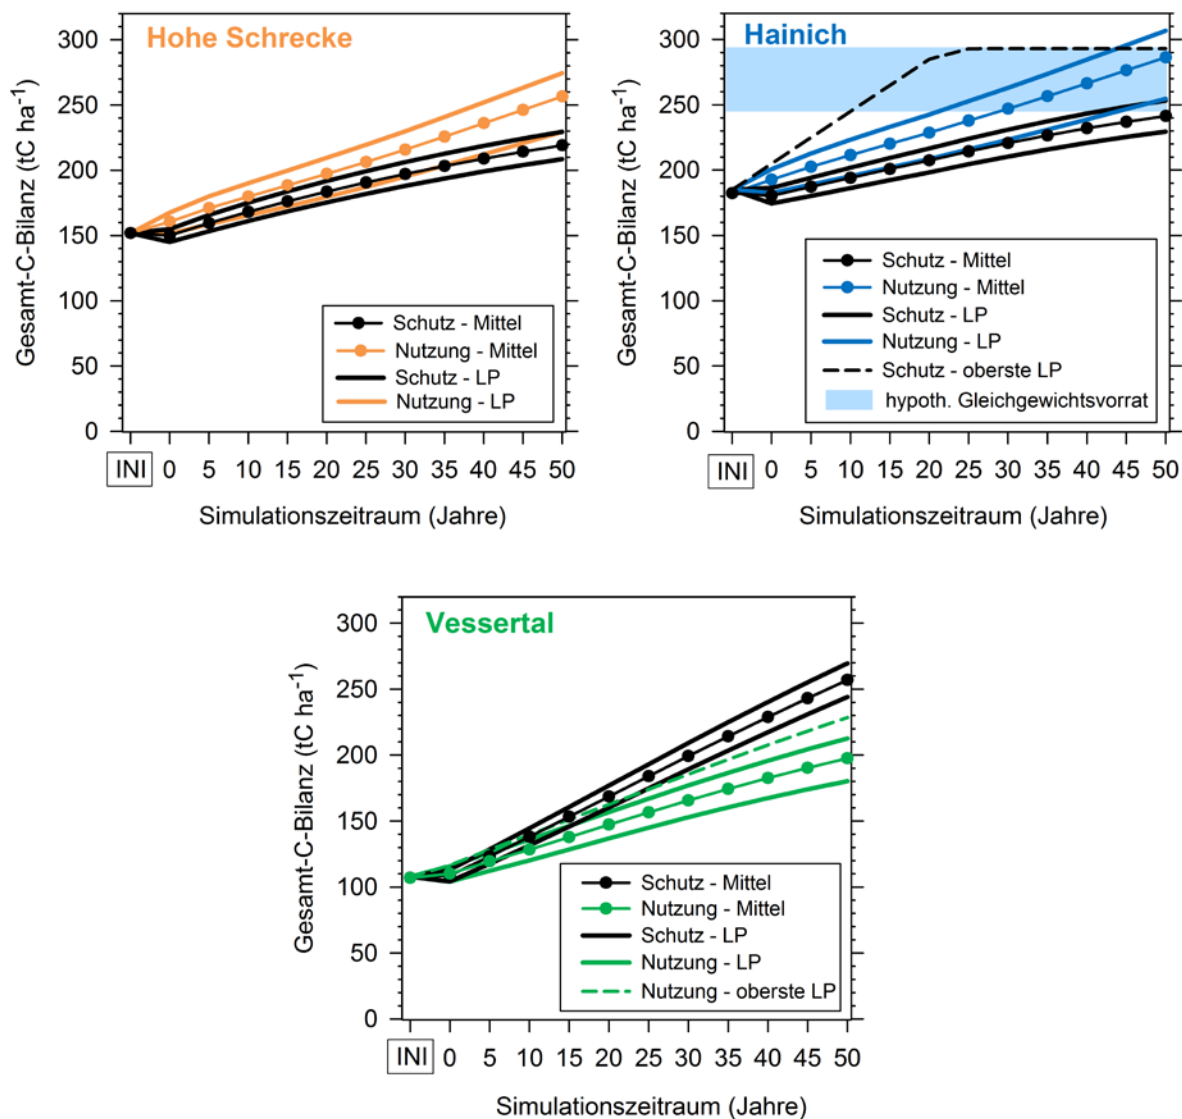 Hohe Schrecke
Gesamt-C-Bilanz (tC ha⁻¹)
300
250
200
150
100
50
0
Schutz - Mittel
Nutzung - Mittel
Schutz - LP
Nutzung - LP
INI 0 5 10 15 20 25 30 35 40 45 50
Simulationszeitraum (Jahre)
Hainich
Gesamt-C-Bilanz (tC ha⁻¹)
300
250
200
150
100
50
0
Schutz - Mittel
Nutzung - Mittel
Schutz - LP
Nutzung - LP
Schutz - oberste LP
hypoth. Gleichgewichtsvorrat
INI 0 5 10 15 20 25 30 35 40 45 50
Simulationszeitraum (Jahre)
Vessertal
Gesamt-C-Bilanz (tC ha⁻¹)
300
250
200
150
100
50
0
Schutz - Mittel
Nutzung - Mittel
Schutz - LP
Nutzung - LP
Nutzung - oberste LP
INI 0 5 10 15 20 25 30 35 40 45 50
Simulationszeitraum (Jahre)